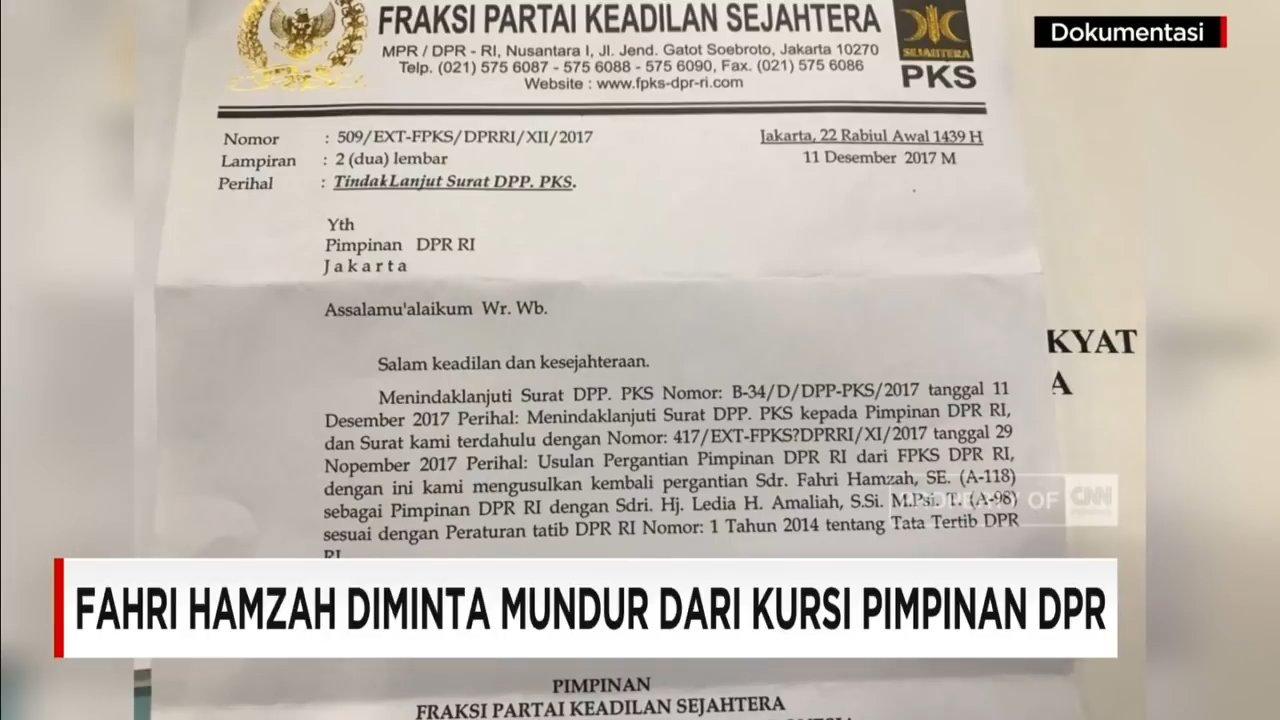 FRAKSI PARTAI KEADILAN SEJAHTERA
MPR / DPR - RI, Nusantara I, Jl. Jend. Gatot Soebroto, Jakarta 10270
Telp. (021) 575 6087 - 575 6088 - 575 6090, Fax. (021) 575 6086
Website : www.fpks-dpr-ri.com
SEJAHTERA
PKS
Dokumentasi
Nomor : 509/EXT-FPKS/DPRRI/XII/2017
Lampiran : 2 (dua) lembar
Perihal : TindakLanjut Surat DPP. PKS.
Jakarta, 22 Rabiul Awal 1439 H
11 Desember 2017 M
Yth
Pimpinan DPR RI
Jakarta
Assalamu'alaikum Wr. Wb.
Salam keadilan dan kesejahteraan.
Menindaklanjuti Surat DPP. PKS Nomor: B-34/D/DPP-PKS/2017 tanggal 11
Desember 2017 Perihal: Menindaklanjuti Surat DPP. PKS kepada Pimpinan DPR RI,
dan Surat kami terdahulu dengan Nomor: 417/EXT-FPKS?DPRRI/XI/2017 tanggal 29
Nopember 2017 Perihal: Usulan Pergantian Pimpinan DPR RI dari FPKS DPR RI,
dengan ini kami mengusulkan kembali pergantian Sdr. Fahri Hamzah, SE. (A-118)
sebagai Pimpinan DPR RI dengan Sdri. Hj. Ledia H. Amaliah, S.Si. M.Psi. T. (A-98)
sesuai dengan Peraturan tatib DPR RI Nomor: 1 Tahun 2014 tentang Tata Tertib DPR
RI
KYAT
A
PROPERTY OF CNN
FAHRI HAMZAH DIMINTA MUNDUR DARI KURSI PIMPINAN DPR
PIMPINAN
FRAKSI PARTAI KEADILAN SEJAHTERA